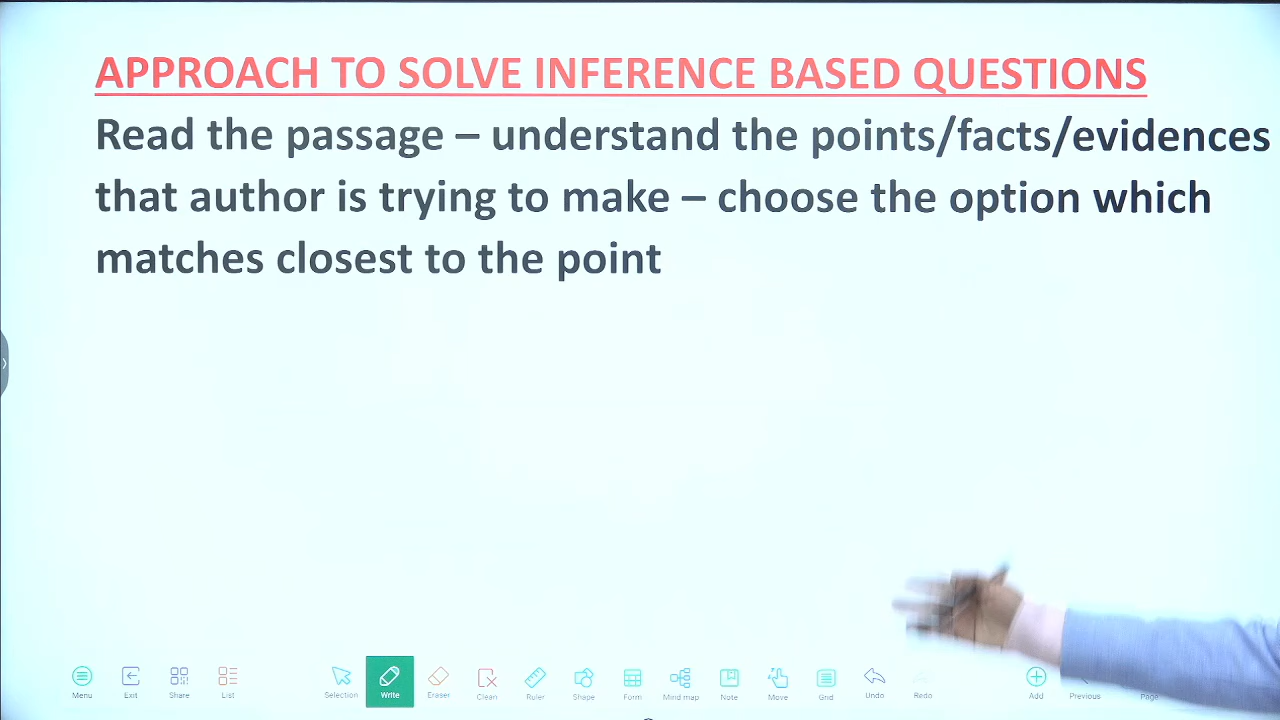 APPROACH TO SOLVE INFERENCE BASED QUESTIONS
Read the passage – understand the points/facts/evidences
that author is trying to make – choose the option which
matches closest to the point
Menu Exit Share List Selection Write Eraser Clean Ruler Shape Form Mind map Note Move Grid Undo Redo Add Previous Page